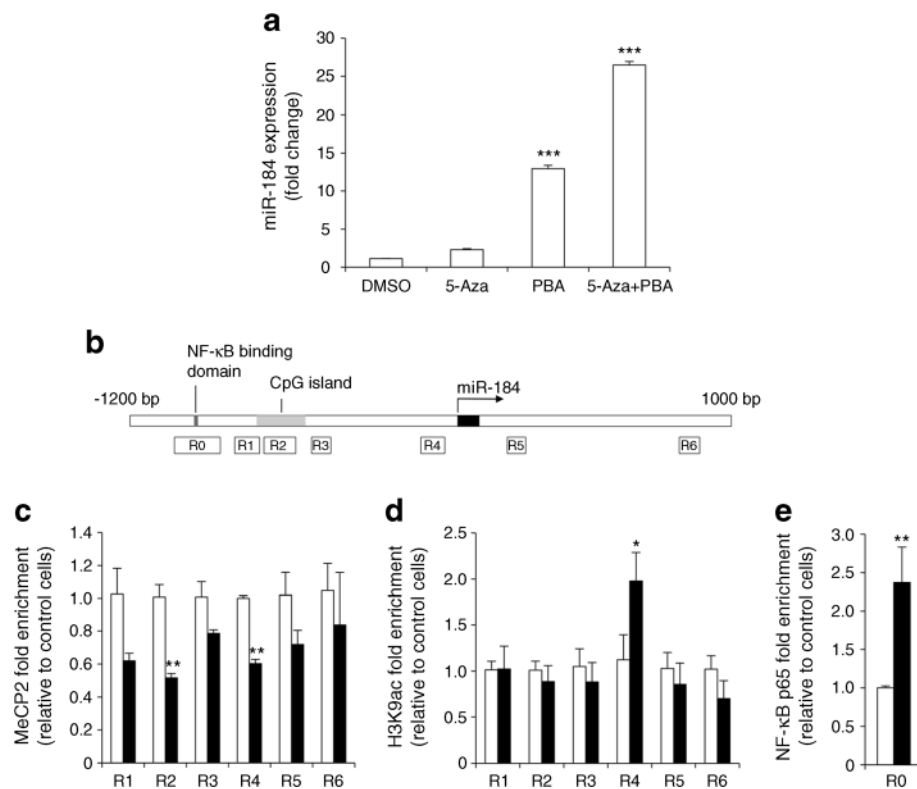 a
miR-184 expression
(fold change)
30
25
20
15
10
5
0
***
***
DMSO 5-Aza PBA 5-Aza+PBA
b
NF-κB binding
domain
CpG island
miR-184
-1200 bp
1000 bp
R0 R1 R2 R3 R4 R5 R6
c
MeCP2 fold enrichment
(relative to control cells)
1.4
1.2
1.0
0.8
0.6
0.4
0.2
0
**
**
R1 R2 R3 R4 R5 R6
d
H3K9ac fold enrichment
(relative to control cells)
2.5
2.0
1.5
1.0
0.5
0
*
R1 R2 R3 R4 R5 R6
e
NF-κB p65 fold enrichment
(relative to control cells)
3.0
2.5
2.0
1.5
1.0
0.5
0
**
R0